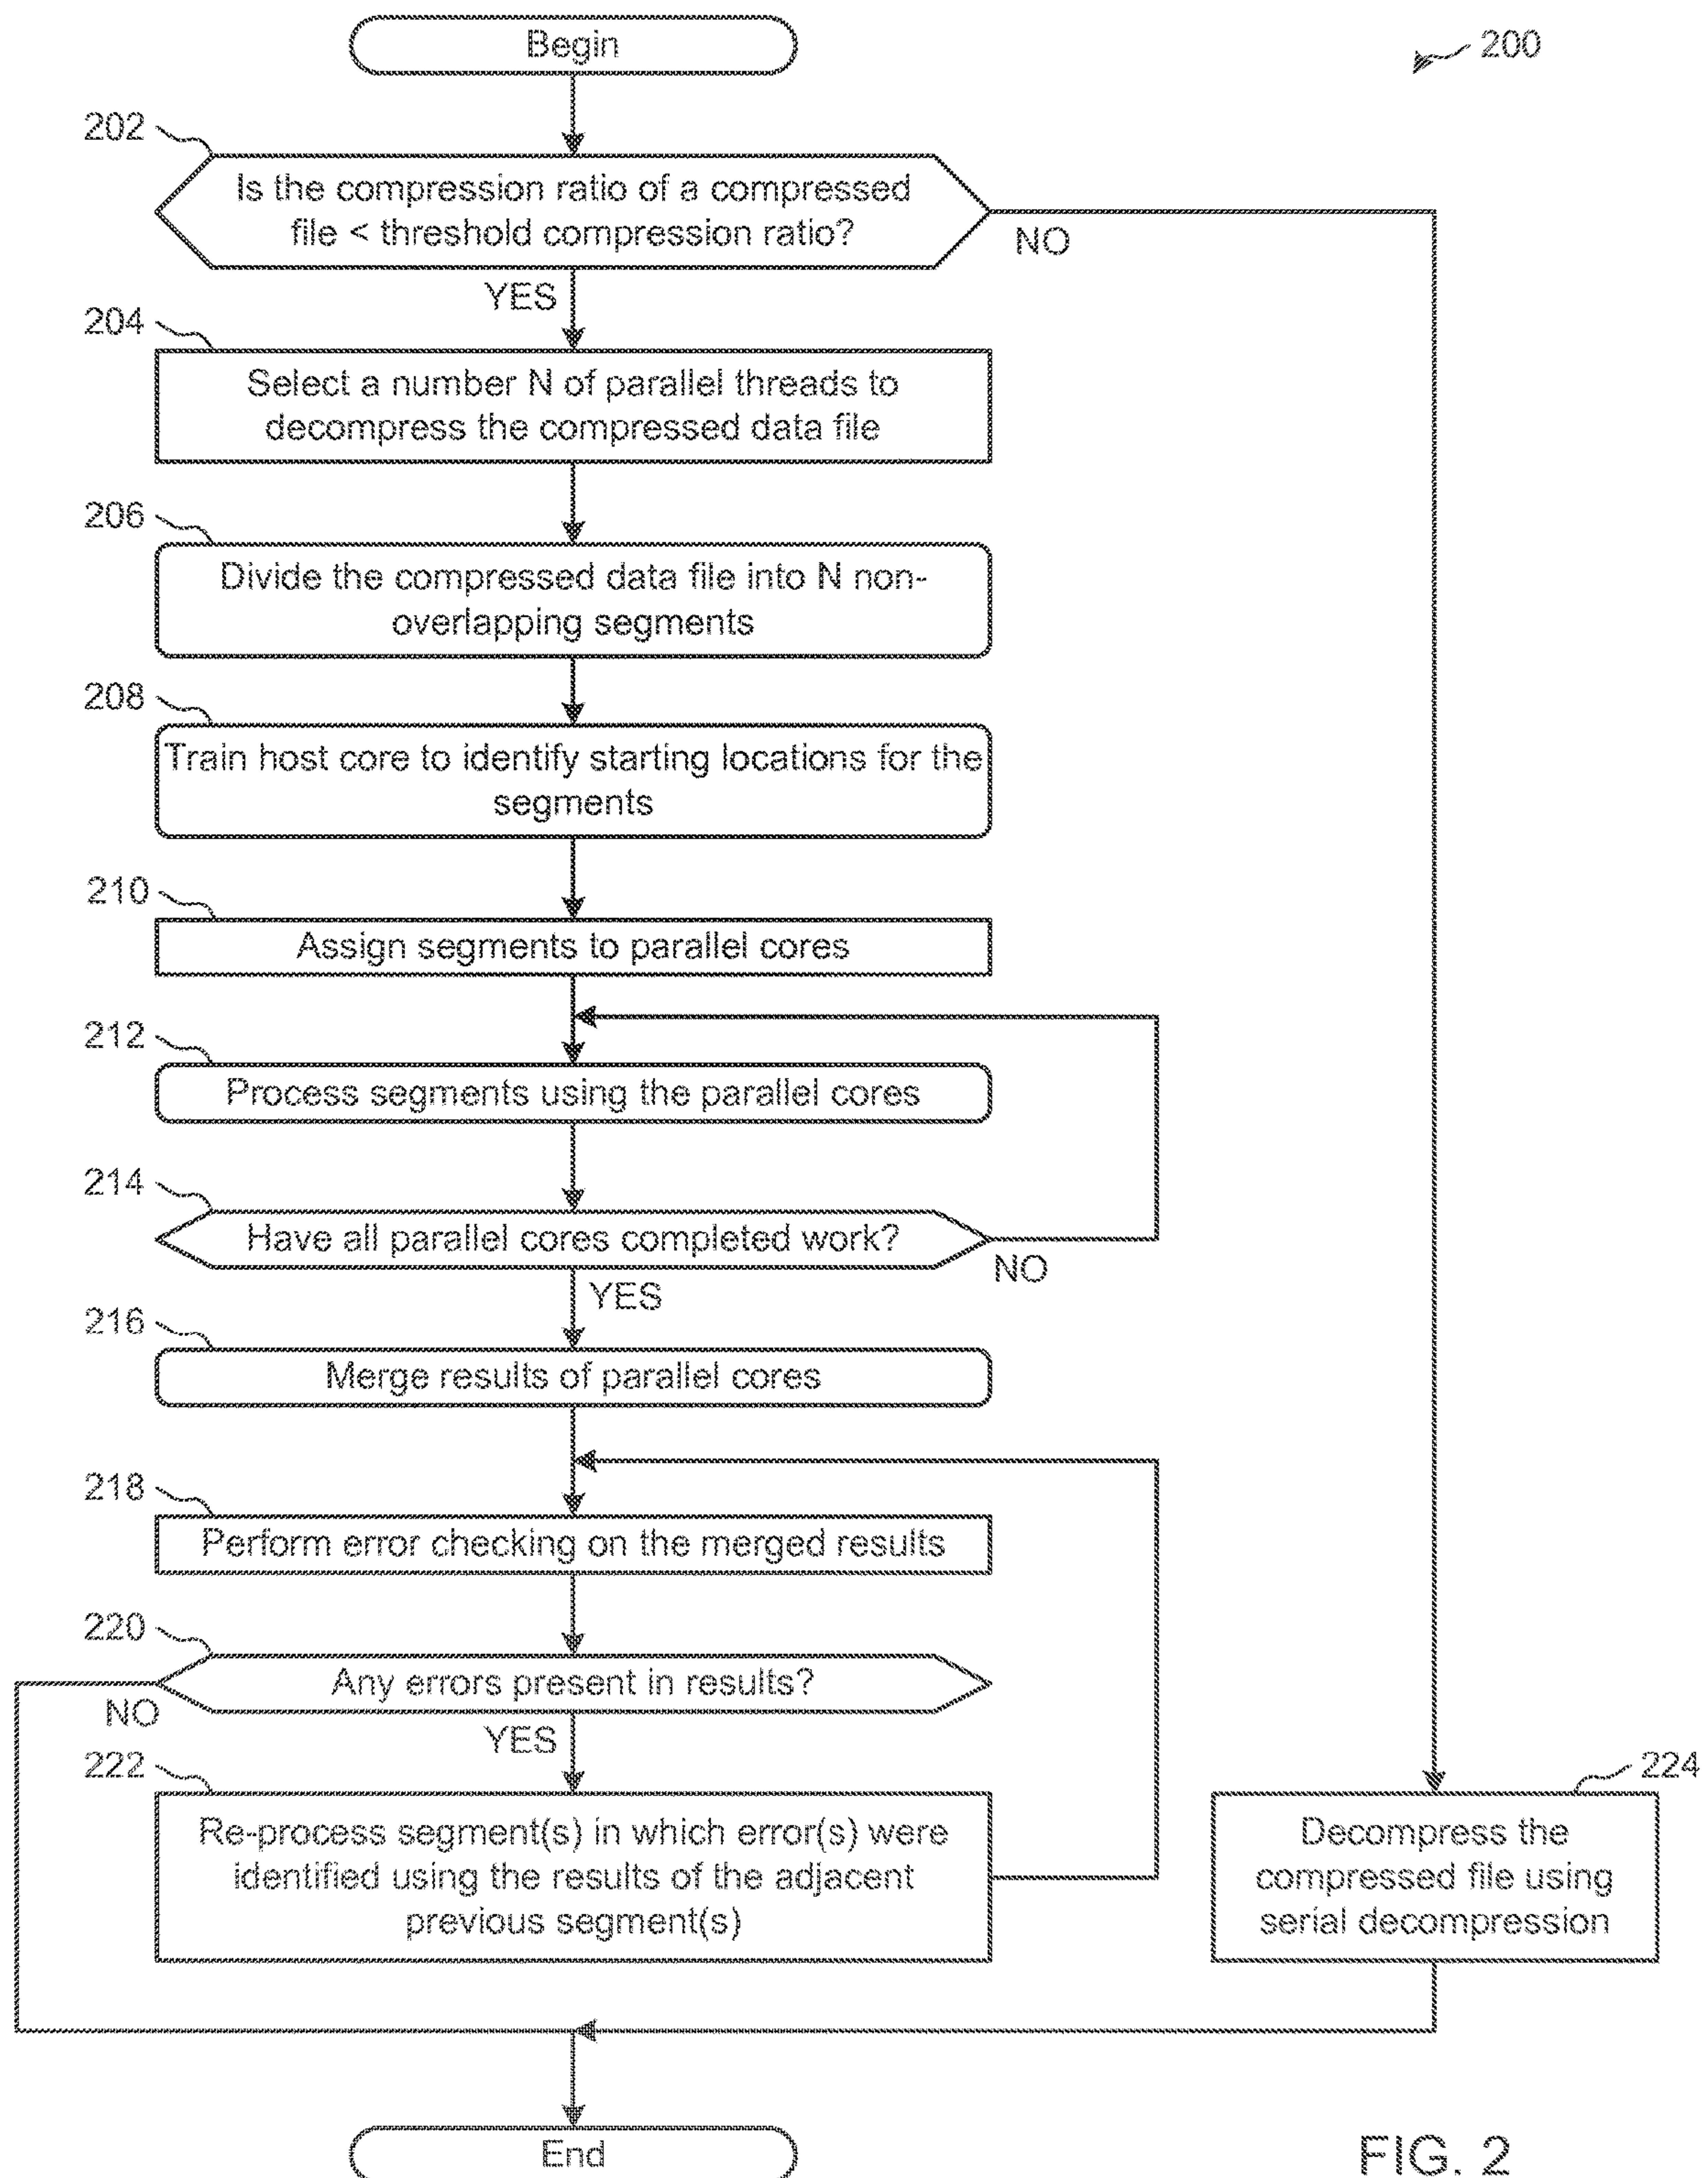 Begin
200
202
Is the compression ratio of a compressed
file < threshold compression ratio?
NO
YES
204
Select a number N of parallel threads to
decompress the compressed data file
206
Divide the compressed data file into N non-
overlapping segments
208
Train host core to identify starting locations for the
segments
210
Assign segments to parallel cores
212
Process segments using the parallel cores
214
Have all parallel cores completed work?
NO
YES
216
Merge results of parallel cores
218
Perform error checking on the merged results
220
Any errors present in results?
NO
YES
222
Re-process segment(s) in which error(s) were
identified using the results of the adjacent
previous segment(s)
224
Decompress the
compressed file using
serial decompression
End
FIG. 2